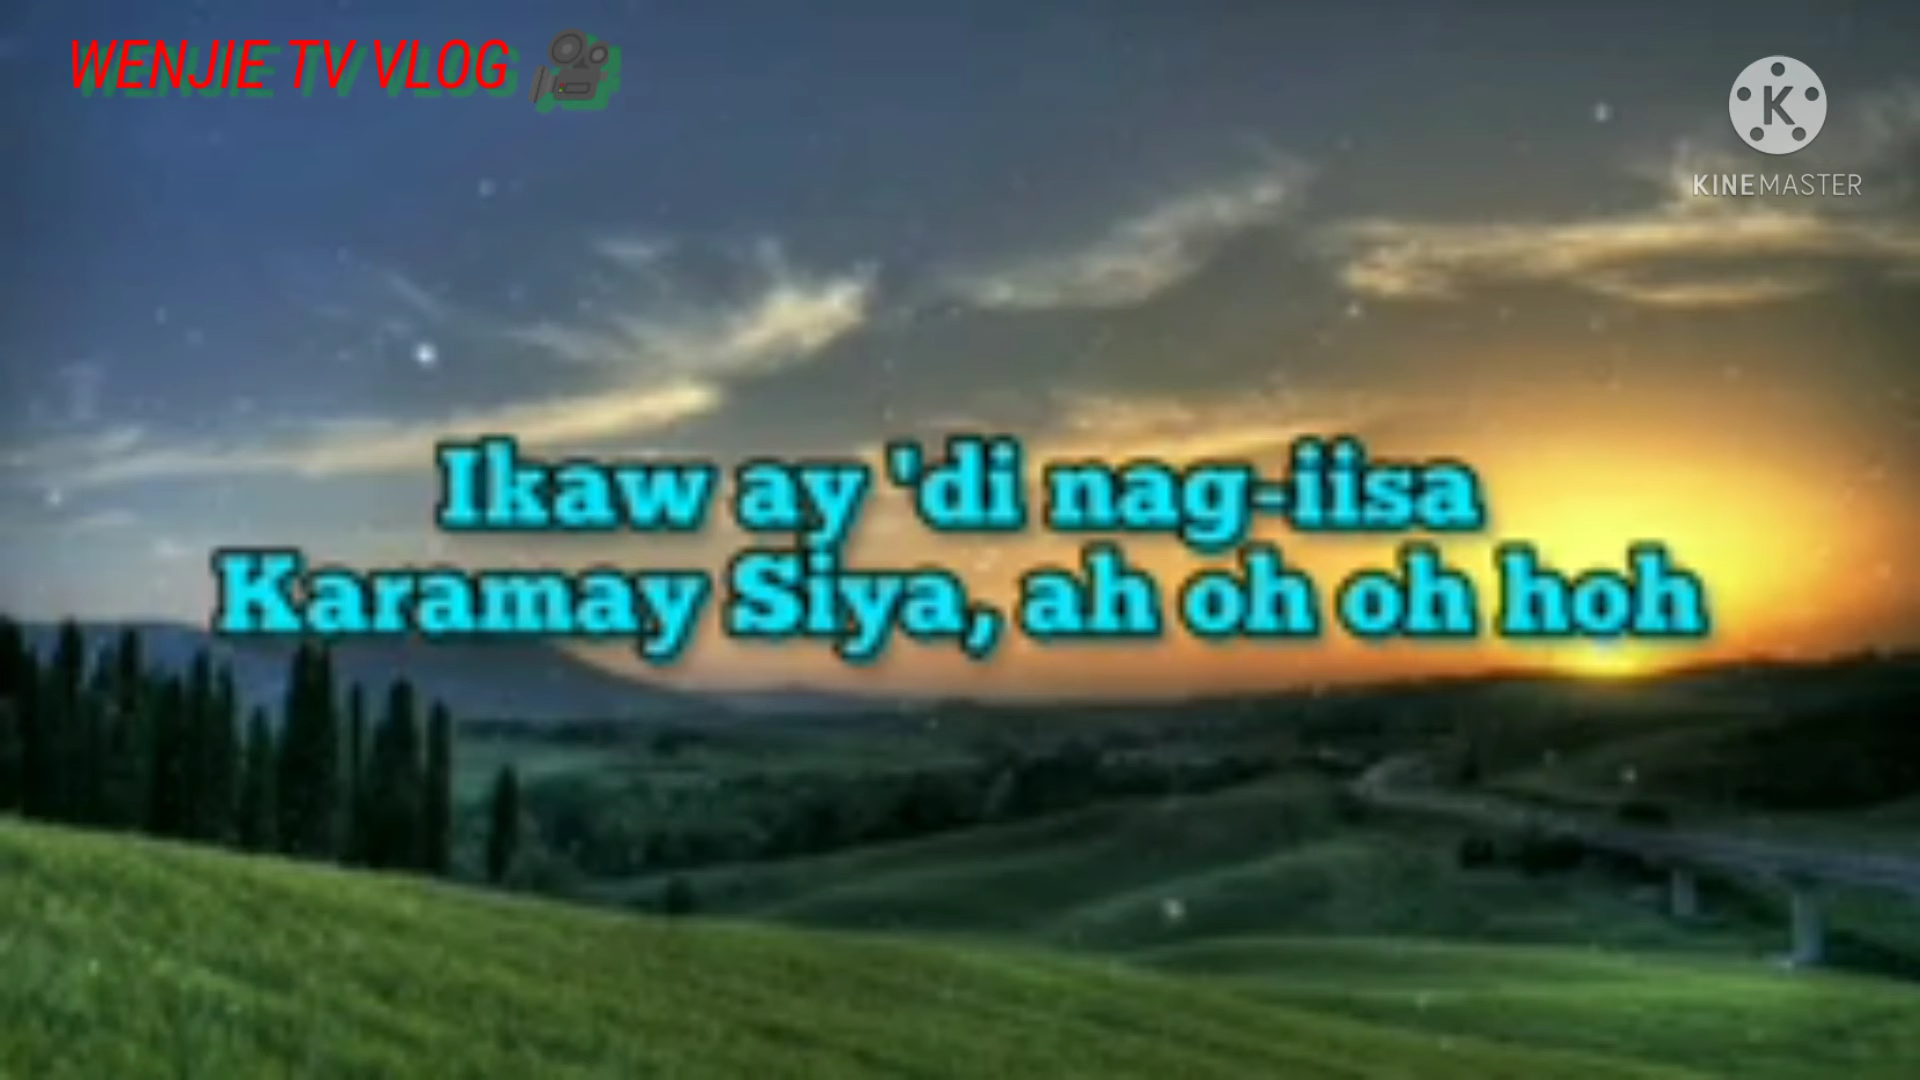 WENJIE TV VLOG
K
KINEMASTER
Ikaw ay 'di nag-iisa
Karamay Siya, ah oh oh hoh